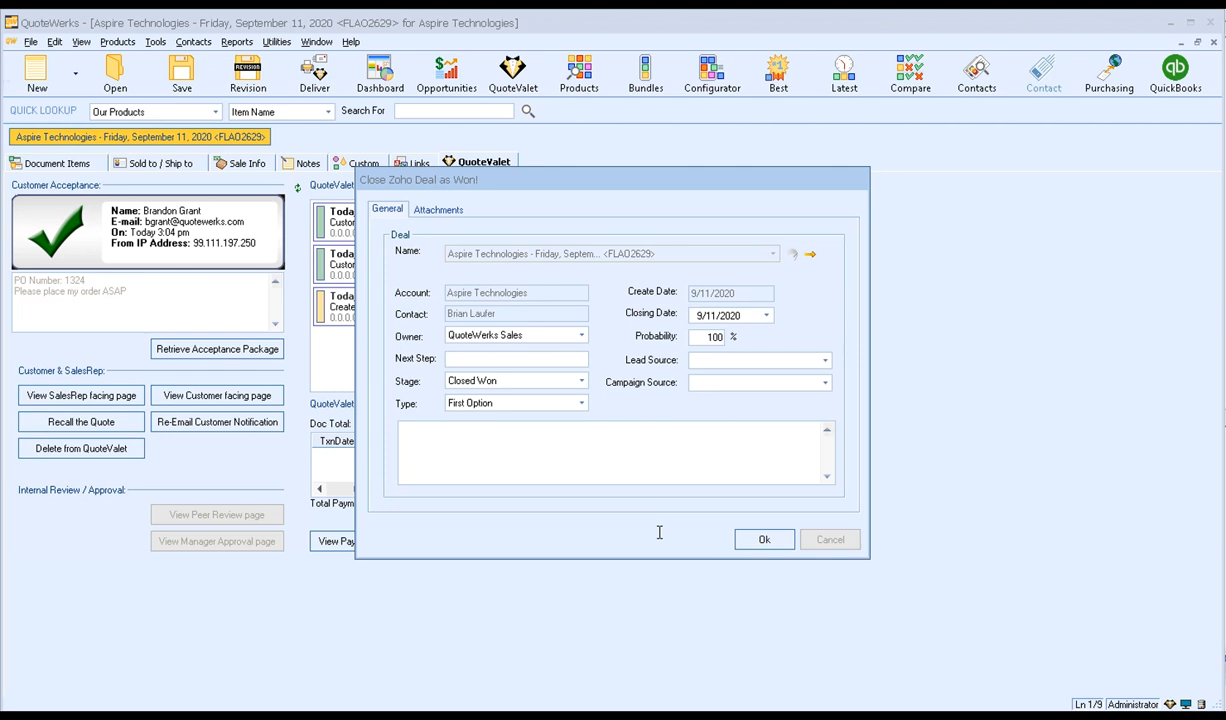 QuoteWerks - [Aspire Technologies - Friday, September 11, 2020 <FLAO2629> for Aspire Technologies]
File Edit View Products Tools Contacts Reports Utilities Window Help
REVISION
#1
qb
New Open Save Revision Deliver Dashboard Opportunities QuoteValet Products Bundles Configurator Best Latest Compare Contacts Contact Purchasing QuickBooks
QUICK LOOKUP Our Products Item Name Search For
Aspire Technologies - Friday, September 11, 2020 <FLAO2629>
Document Items Sold to / Ship to Sale Info Notes Custom Links QuoteValet
Customer Acceptance:
Name: Brandon Grant
E-mail: bgrant@quotewerks.com
On: Today 3:04 pm
From IP Address: 99.111.197.250
PO Number: 1324
Please place my order ASAP
Retrieve Acceptance Package
Customer & SalesRep:
View SalesRep facing page View Customer facing page
Recall the Quote Re-Email Customer Notification
Delete from QuoteValet
Internal Review / Approval:
View Peer Review page
View Manager Approval page
QuoteValet
Toda
Custom
0.0.0.
Toda
Custom
0.0.0.
Toda
Create
0.0.0.
QuoteValet
Doc Total:
TxnDate
Total Paym
View Pay
Close Zoho Deal as Won!
General Attachments
Deal
Name: Aspire Technologies - Friday, Septem... <FLAO2629>
Account: Aspire Technologies Create Date: 9/11/2020
Contact: Brian Laufer Closing Date: 9/11/2020
Owner: QuoteWerks Sales Probability: 100 %
Next Step: Lead Source:
Stage: Closed Won Campaign Source:
Type: First Option
Ok Cancel
Ln 1/9 Administrator